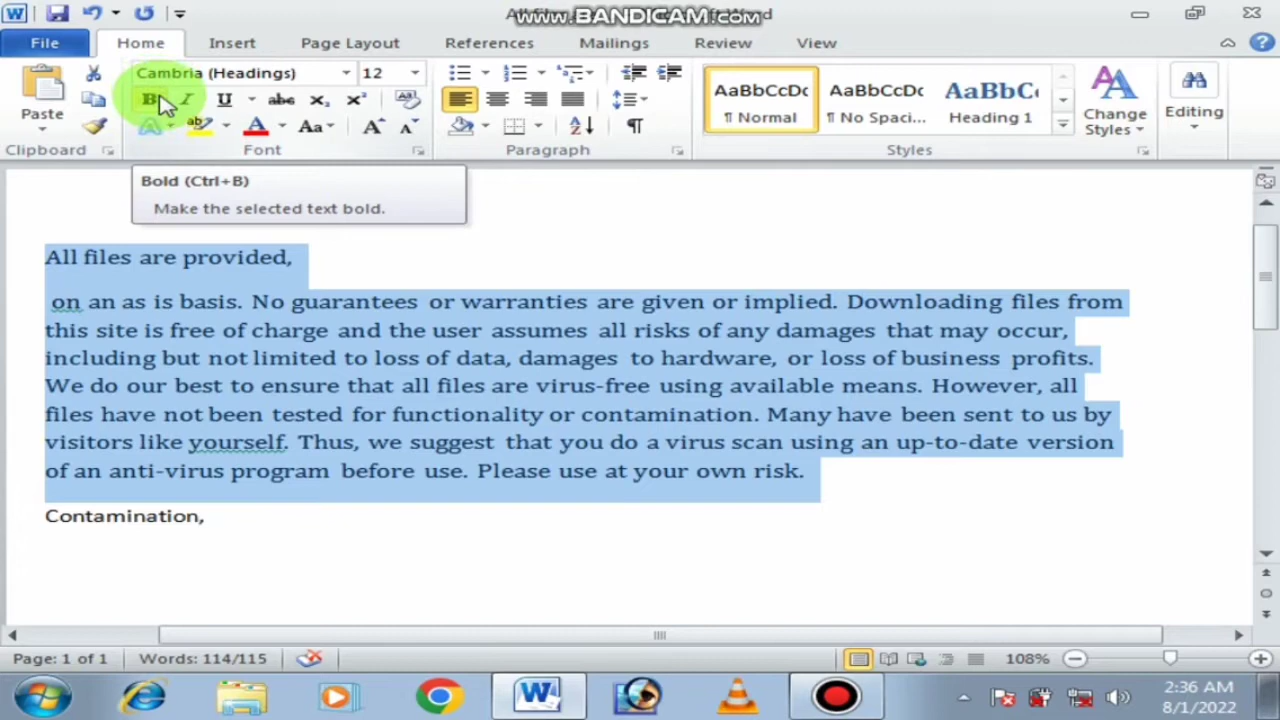 www.BANDICAM.com
File
Home
Insert
Page Layout
References
Mailings
Review
View
Cambria (Headings)
12
Paste
B
I
U
abc
x₂
x²
Aa
A
A
AaBbCcDc
AaBbCcDc
AaBbC
¶ Normal
¶ No Spaci...
Heading 1
Change
Styles
Editing
Clipboard
Font
Paragraph
Styles
Bold (Ctrl+B)
Make the selected text bold.
All files are provided,
on an as is basis. No guarantees or warranties are given or implied. Downloading files from
this site is free of charge and the user assumes all risks of any damages that may occur,
including but not limited to loss of data, damages to hardware, or loss of business profits.
We do our best to ensure that all files are virus-free using available means. However, all
files have not been tested for functionality or contamination. Many have been sent to us by
visitors like yourself. Thus, we suggest that you do a virus scan using an up-to-date version
of an anti-virus program before use. Please use at your own risk.
Contamination,
Page: 1 of 1
Words: 114/115
108%
2:36 AM
8/1/2022